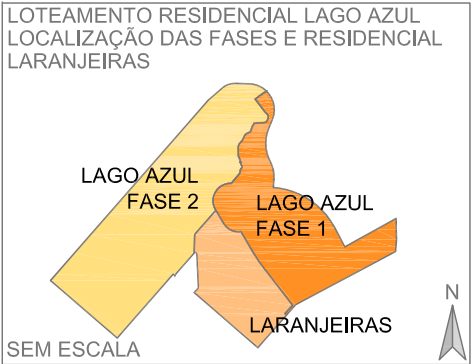 LOTEAMENTO RESIDENCIAL LAGO AZUL
LOCALIZAÇÃO DAS FASES E RESIDENCIAL
LARANJEIRAS
LAGO AZUL
FASE 2
LAGO AZUL
FASE 1
LARANJEIRAS
N
SEM ESCALA